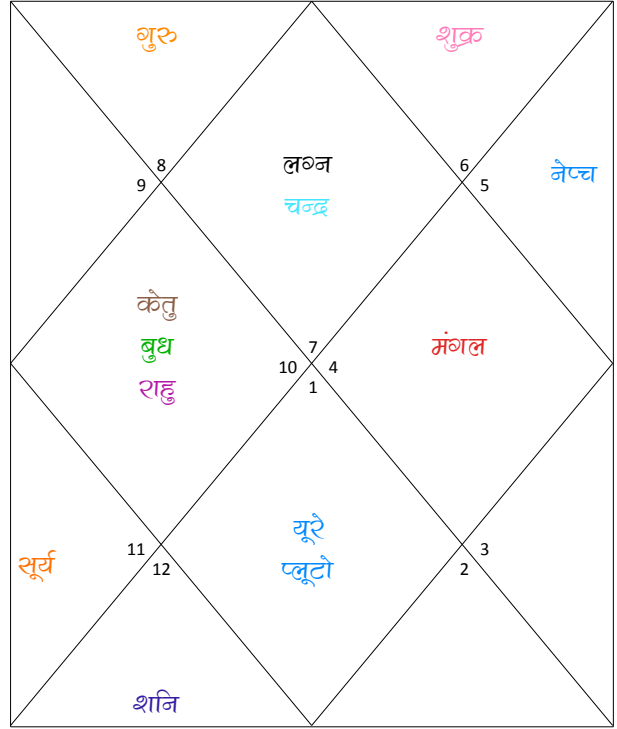 गुरु
शुक्र
लग्न
चन्द्र
8
6
9
5
नेप्च
केतु
बुध
राहु
मंगल
7
10
4
1
यूरे
प्लूटो
11
3
सूर्य
12
2
शनि